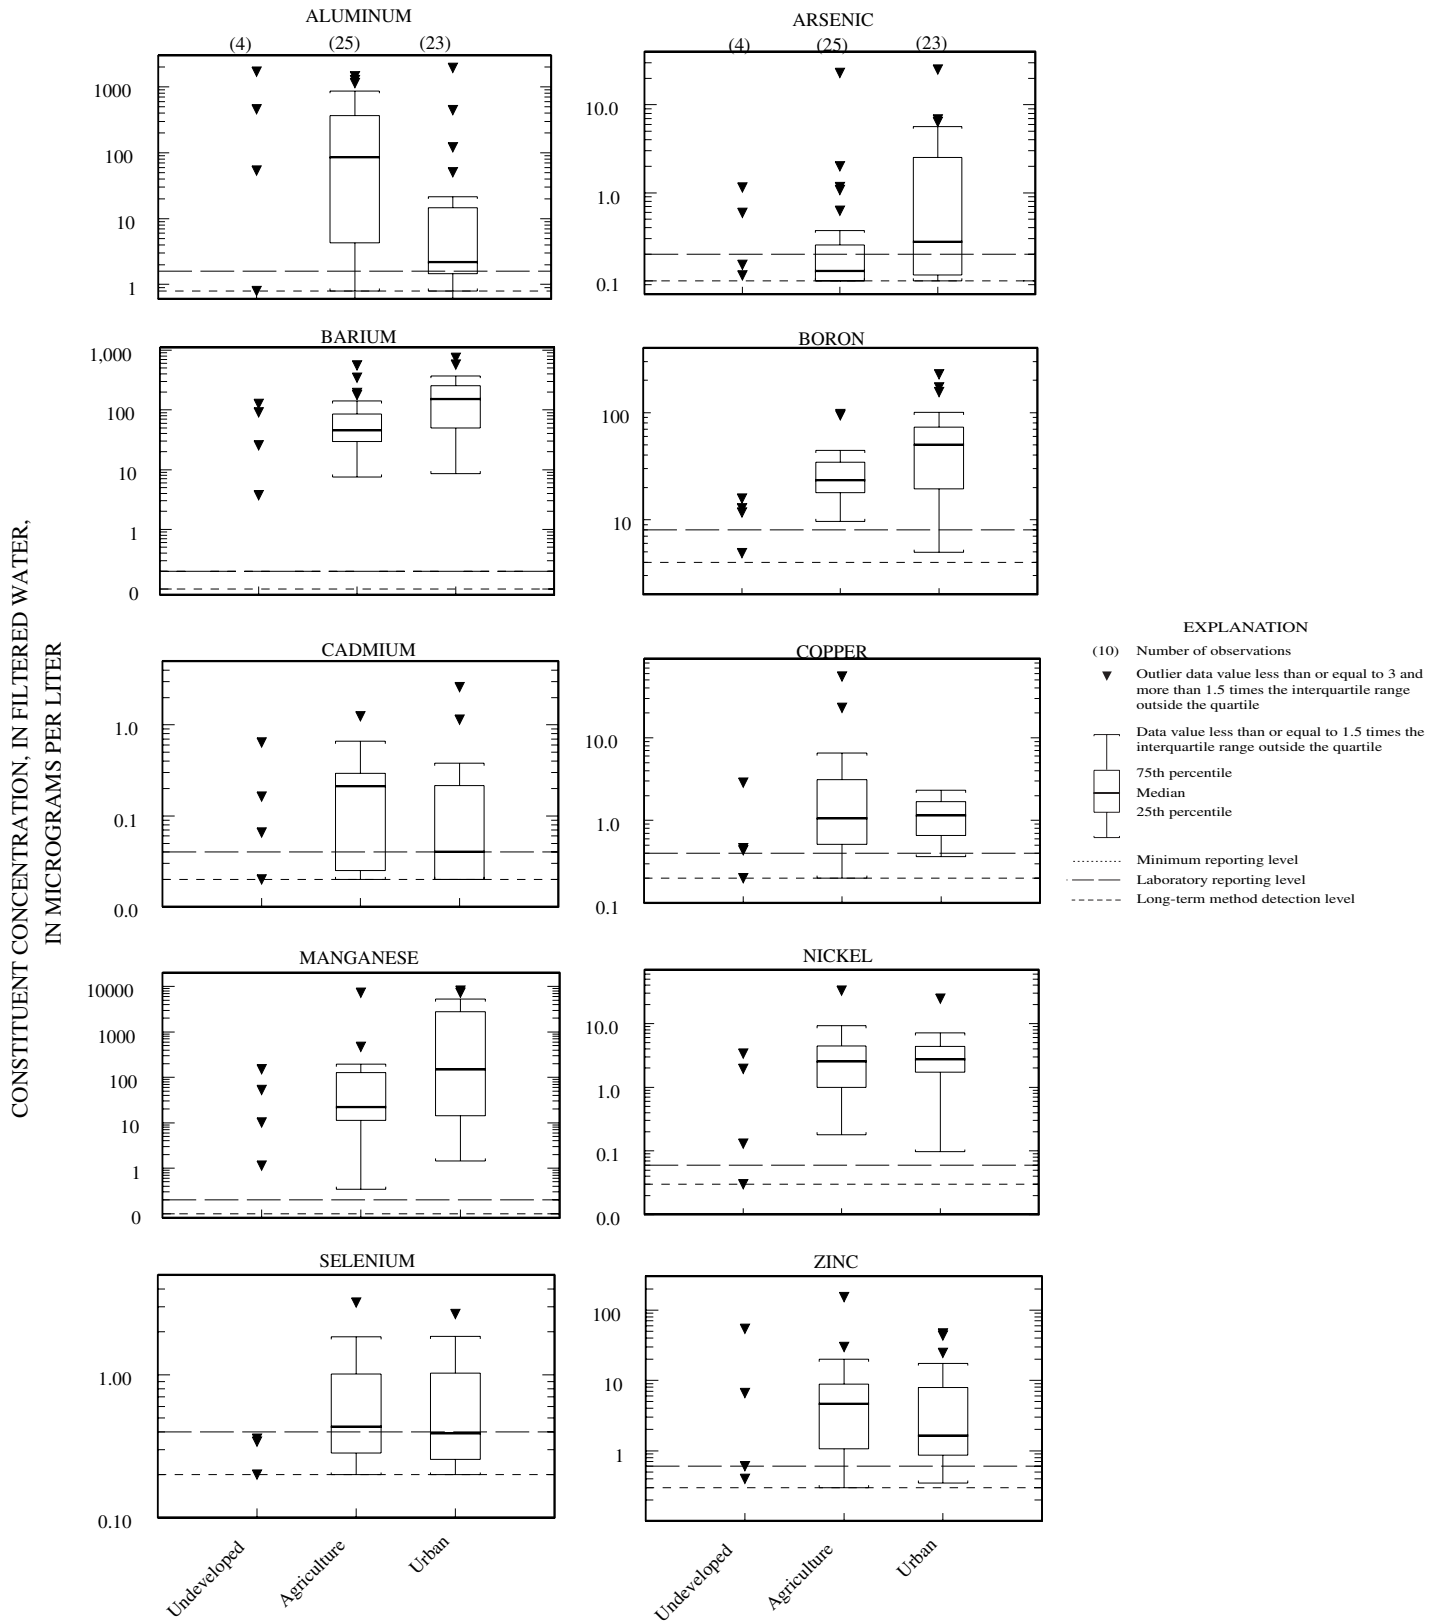 ALUMINUM
(4) (25) (23)
1000
100
10
1
ARSENIC
(4) (25) (23)
10.0
1.0
0.1
BARIUM
1,000
100
10
1
0
BORON
100
10
CADMIUM
1.0
0.1
0.0
COPPER
10.0
1.0
0.1
MANGANESE
10000
1000
100
10
1
0
NICKEL
10.0
1.0
0.1
0.0
SELENIUM
1.00
0.10
Undeveloped
Agriculture
Urban
ZINC
100
10
1
Undeveloped
Agriculture
Urban
CONSTITUENT CONCENTRATION, IN FILTERED WATER,
IN MICROGRAMS PER LITER
EXPLANATION
(10) Number of observations
Outlier data value less than or equal to 3 and
more than 1.5 times the interquartile range
outside the quartile
Data value less than or equal to 1.5 times the
interquartile range outside the quartile
75th percentile
Median
25th percentile
Minimum reporting level
Laboratory reporting level
Long-term method detection level